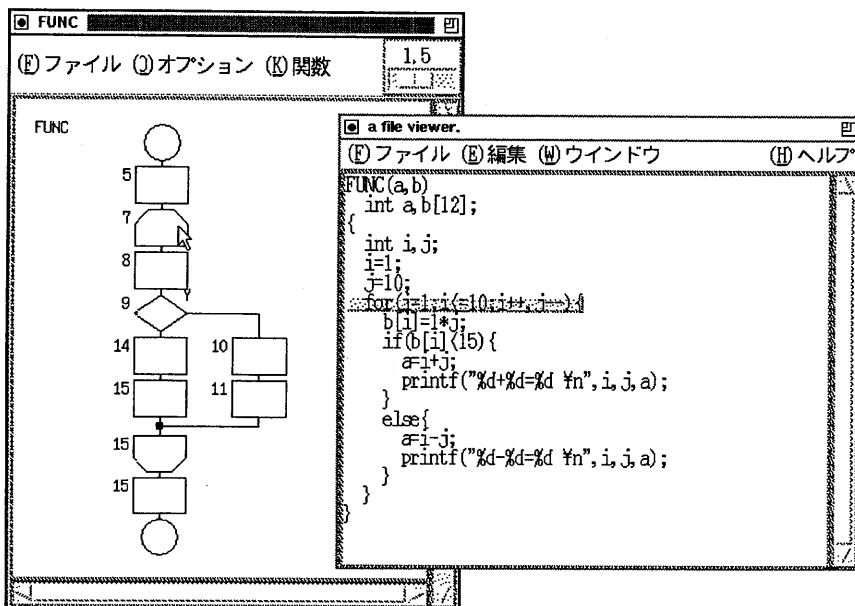 FUNC
(F)ファイル (O)オプション (K)関数
1,5
FUNC
5
7
8
Y
9
14
10
15
11
15
15
a file viewer.
(F)ファイル (E)編集 (W)ウインドウ (H)ヘルプ
FUNC(a,b)
int a,b[12];
{
int i,j;
i=1;
j=10;
for(i=1;i<=10;i++,j--){
b[i]=i*j;
if(b[i]<15){
a=i+j;
printf("%d+%d=%d ¥n",i,j,a);
}
else{
a=i-j;
printf("%d-%d=%d ¥n",i,j,a);
}
}
}